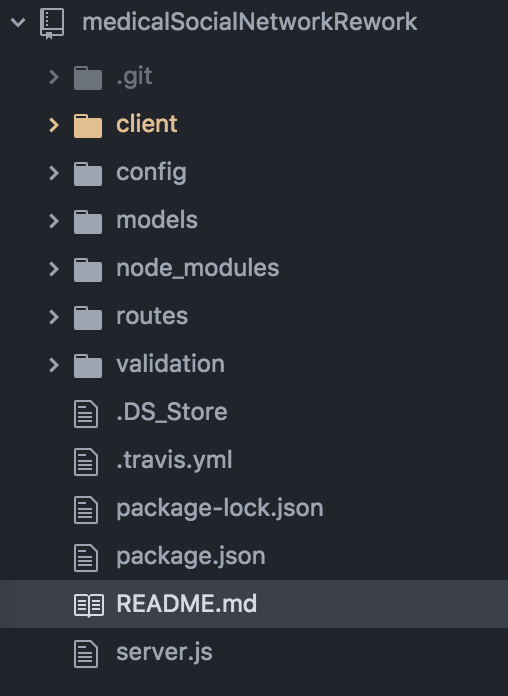 medicalSocialNetworkRework
.git
client
config
models
node_modules
routes
validation
.DS_Store
.travis.yml
package-lock.json
package.json
README.md
server.js